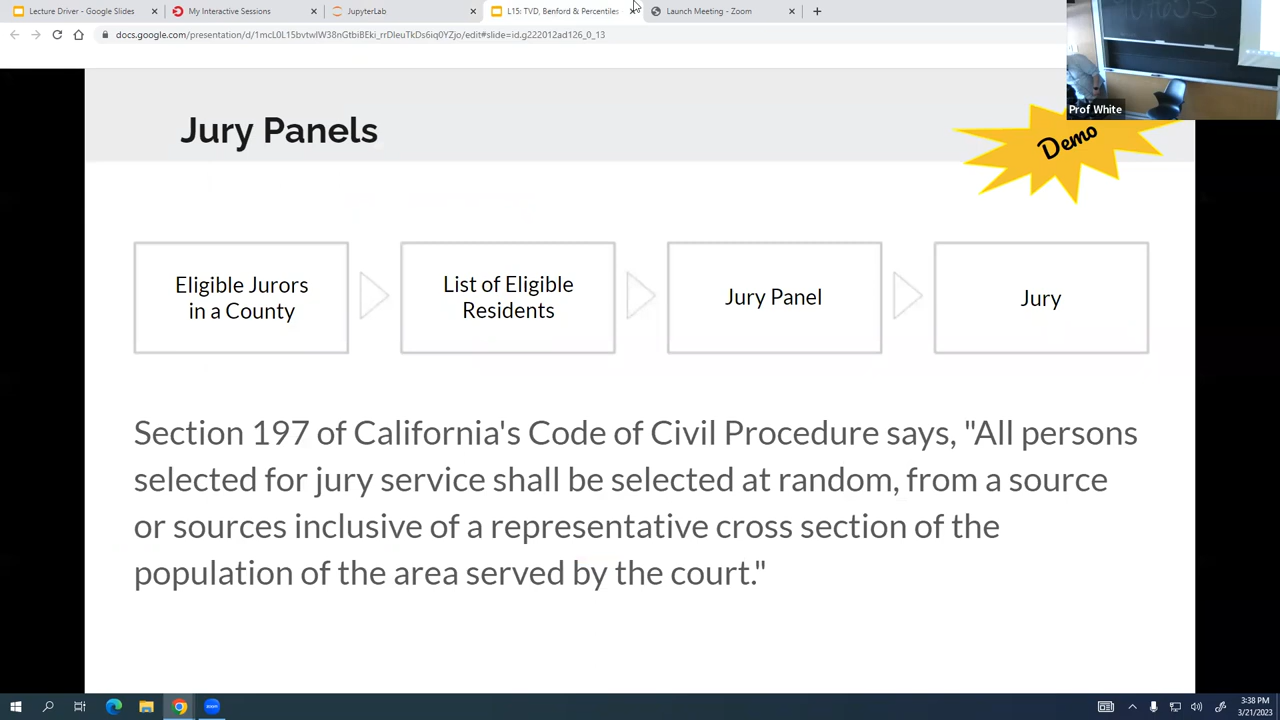 Lecture Driver - Google Slides
My Interactive Sessions
JupyterLab
L15: TVD, Benford & Percentiles
Launch Meeting - Zoom
docs.google.com/presentation/d/1mcL0L15bvtwlW38nGtbiBEki_rrDleuTkDs6iq0YZjo/edit#slide=id.g222012ad126_0_13
Prof White
Jury Panels
Demo
Eligible Jurors
in a County
List of Eligible
Residents
Jury Panel
Jury
Section 197 of California's Code of Civil Procedure says, "All persons
selected for jury service shall be selected at random, from a source
or sources inclusive of a representative cross section of the
population of the area served by the court."
zoom
3:38 PM
3/21/2023